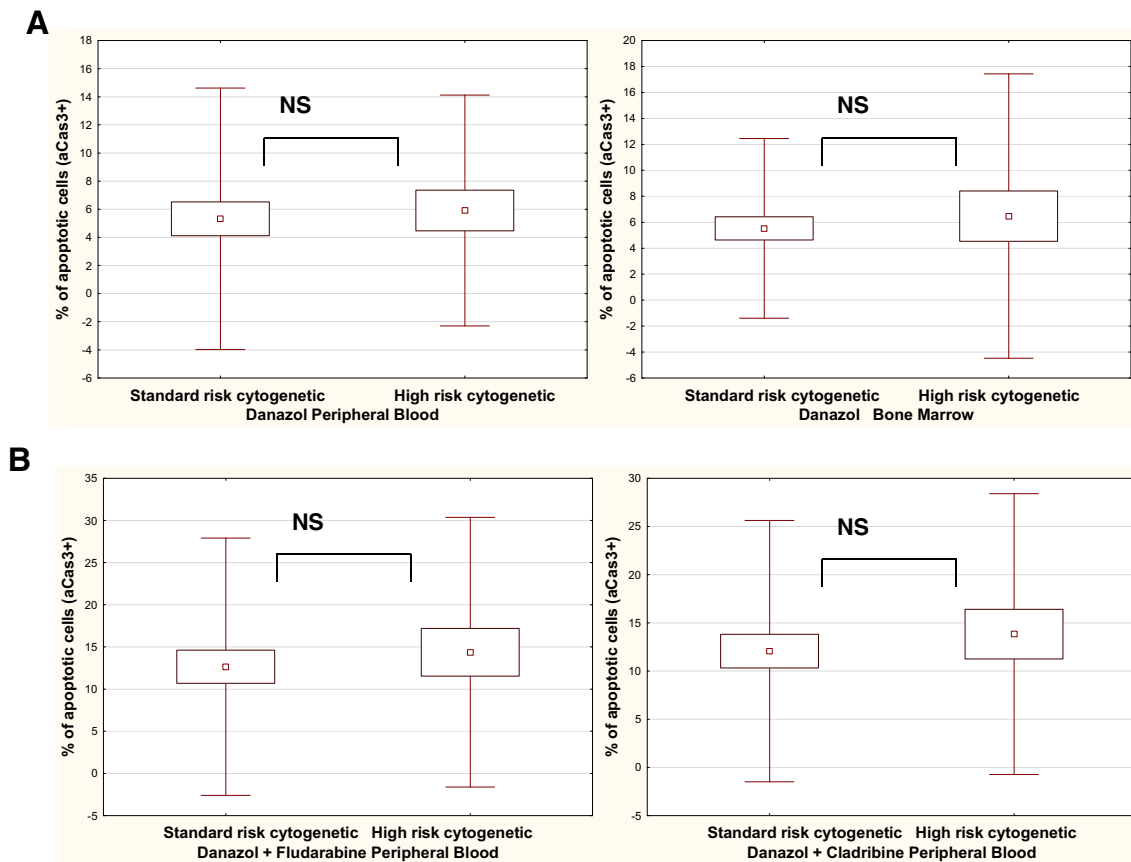 A
% of apoptotic cells (aCas3+)
18
16
14
12
10
8
6
4
2
0
-2
-4
-6
NS
Standard risk cytogenetic High risk cytogenetic
Danazol Peripheral Blood
% of apoptotic cells (aCas3+)
20
18
16
14
12
10
8
6
4
2
0
-2
-4
-6
NS
Standard risk cytogenetic High risk cytogenetic
Danazol Bone Marrow
B
% of apoptotic cells (aCas3+)
35
30
25
20
15
10
5
0
-5
NS
Standard risk cytogenetic High risk cytogenetic
Danazol + Fludarabine Peripheral Blood
% of apoptotic cells (aCas3+)
30
25
20
15
10
5
0
-5
NS
Standard risk cytogenetic High risk cytogenetic
Danazol + Cladribine Peripheral Blood